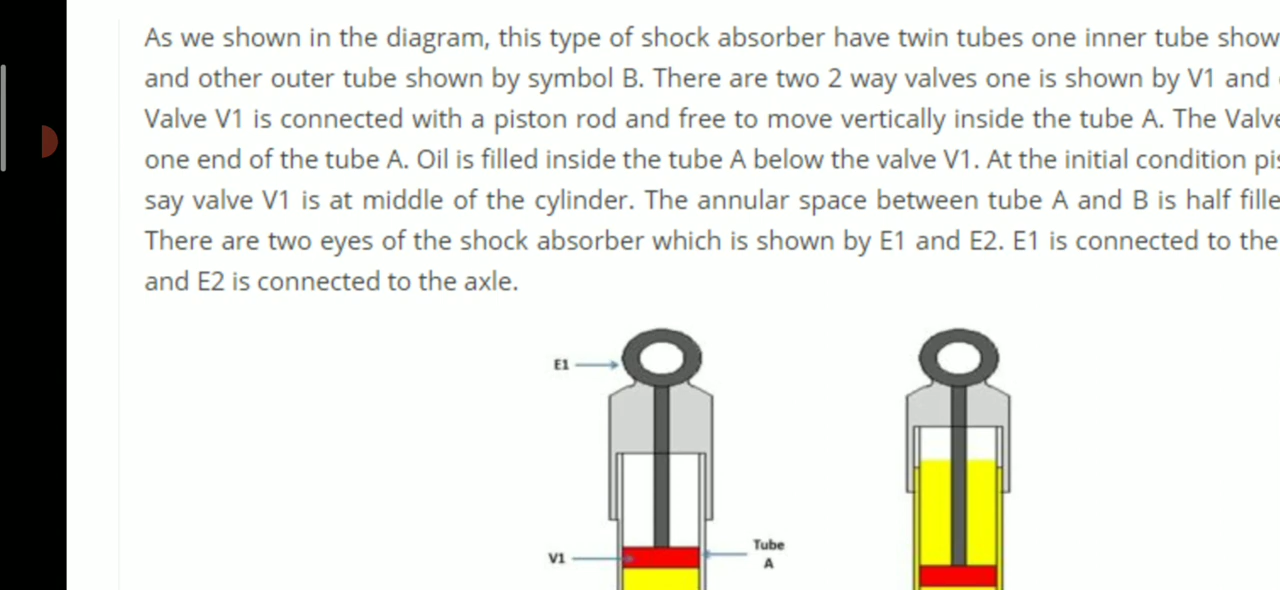 As we shown in the diagram, this type of shock absorber have twin tubes one inner tube show
and other outer tube shown by symbol B. There are two 2 way valves one is shown by V1 and
Valve V1 is connected with a piston rod and free to move vertically inside the tube A. The Valve
one end of the tube A. Oil is filled inside the tube A below the valve V1. At the initial condition pis
say valve V1 is at middle of the cylinder. The annular space between tube A and B is half fille
There are two eyes of the shock absorber which is shown by E1 and E2. E1 is connected to the
and E2 is connected to the axle.
E1
V1
Tube
A